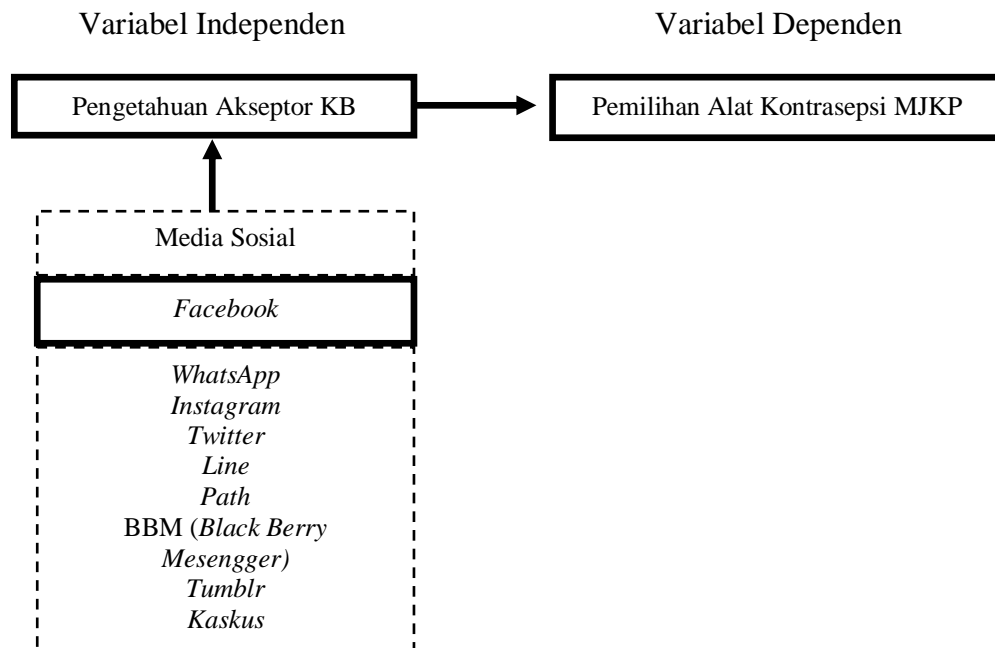 Variabel Independen
Variabel Dependen
Pengetahuan Akseptor KB
Pemilihan Alat Kontrasepsi MJKP
Media Sosial
Facebook
WhatsApp
Instagram
Twitter
Line
Path
BBM (Black Berry
Mesengger)
Tumblr
Kaskus